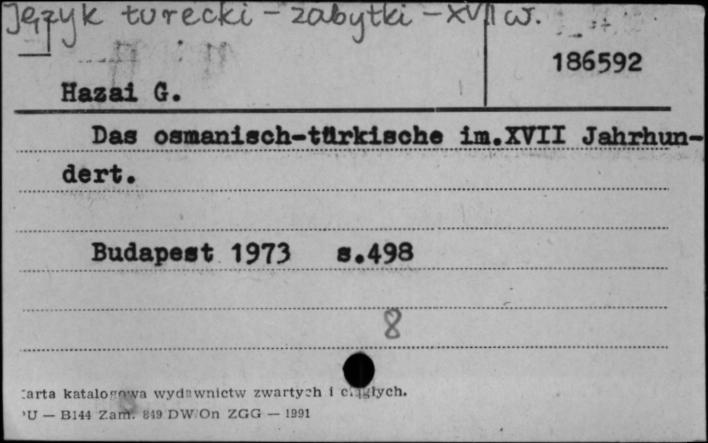 język turecki - zabytki - XVII w.
186592
Hazai G.
Das osmanisch-türkische im.XVII Jahrhun-
dert.
Budapest 1973 s.498
8
arta katalogowa wydawnictw zwartych i ciągłych.
U — B144 Zam. 849 DW/On ZGG — 1991